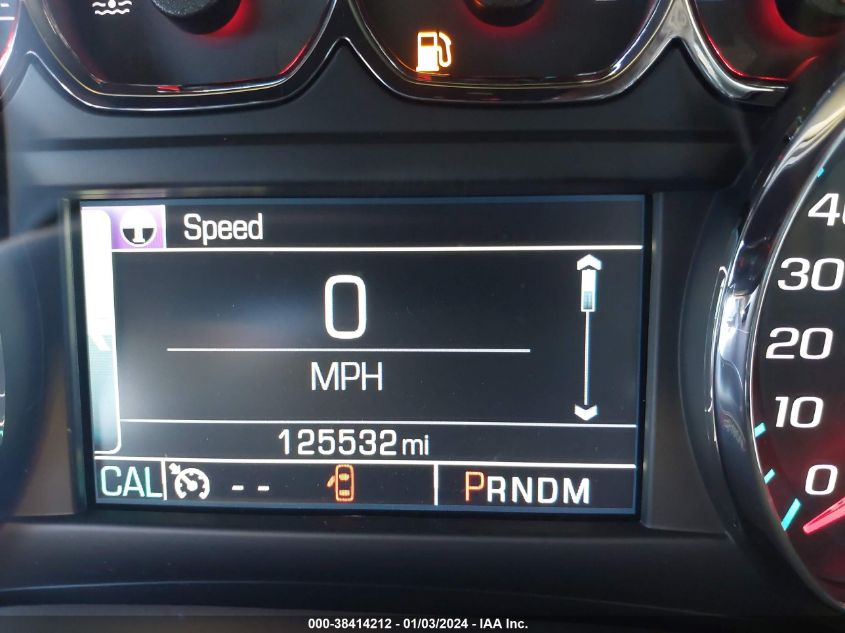 Speed
0
MPH
125532 mi
CAL -- PRNDM
40
30
20
10
0
000-38414212 - 01/03/2024 - IAA Inc.